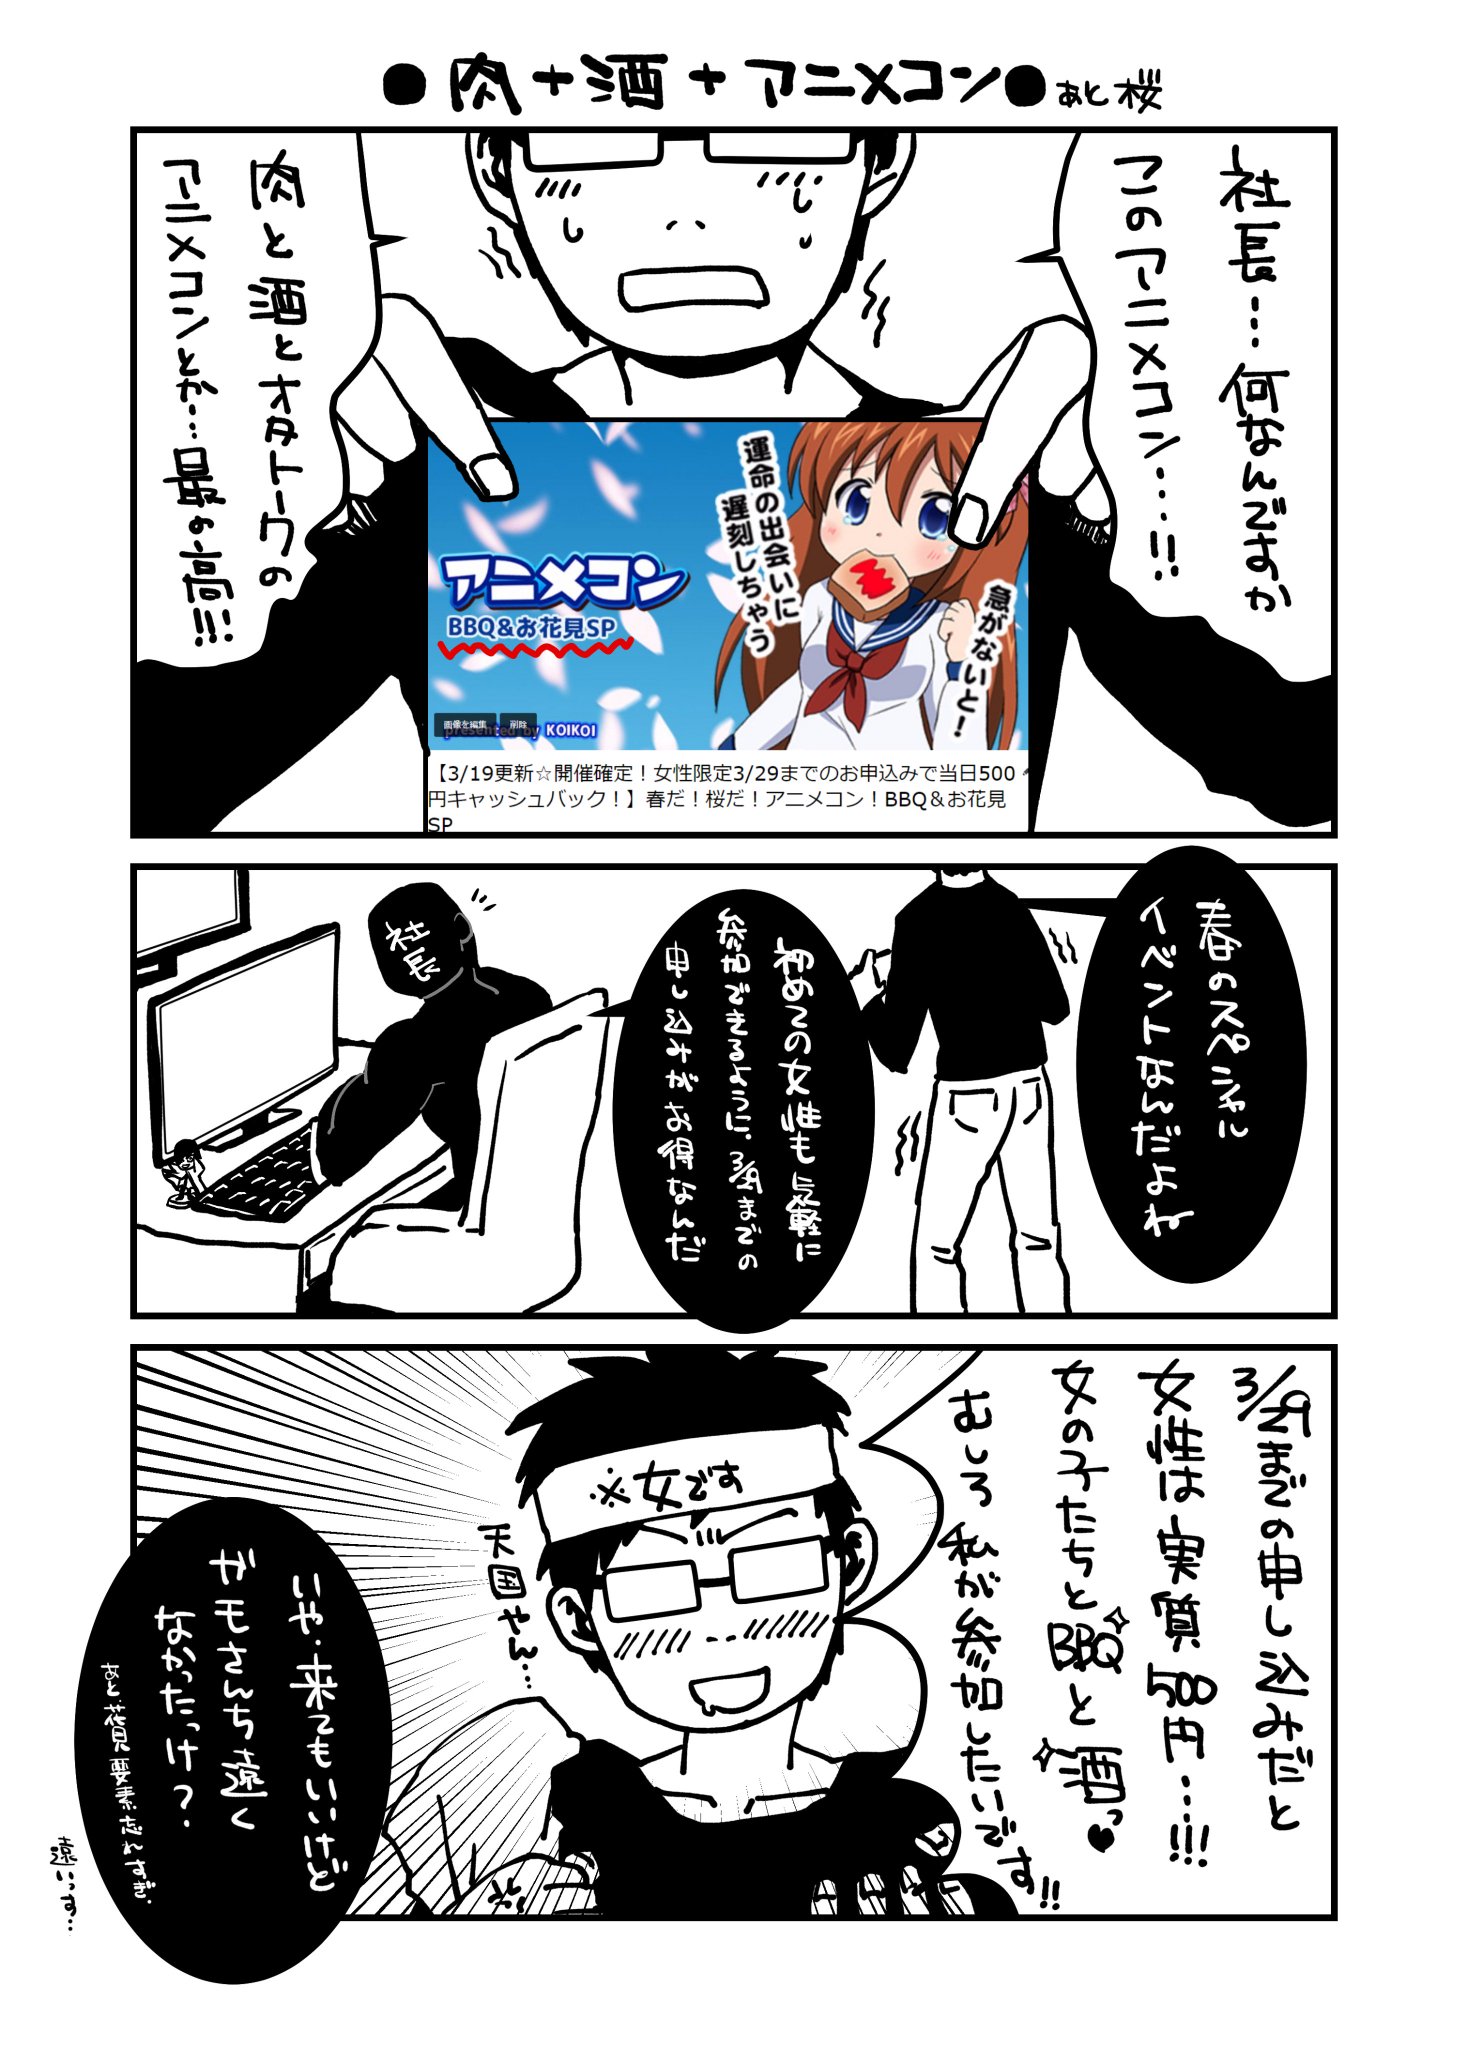 ●肉+酒+アニメコン●あと桜
社長…何なんですか
このアニメコン…‥!!
肉と酒とオタトークの
アニメコンとか…最の高!!!
運命の出会いに
遅刻しちゃう
急がないと!
アニメコン
BBQ&お花見SP
画像を編集 削除
presented by KOIKOI
【3/19更新☆開催確定!女性限定3/29までのお申込みで当日500
円キャッシュバック!】春だ!桜だ!アニメコン!BBQ&お花見
SP
春のスペシャル
イベントなんだよね
初めての女性も気軽に
参加できるように、3/29までの
申し込みがお得なんだ
社長
3/29までの申し込みだと
女性は実質500円…‥!!!
女の子たちとBBQと酒っ♥
むしろ私が参加したいです!!
※女です
天国やん…
いや、来てもいいけど
ガモさんち遠く
なかったっけ?
あと、花見要素忘れすぎ。
遠いっす…